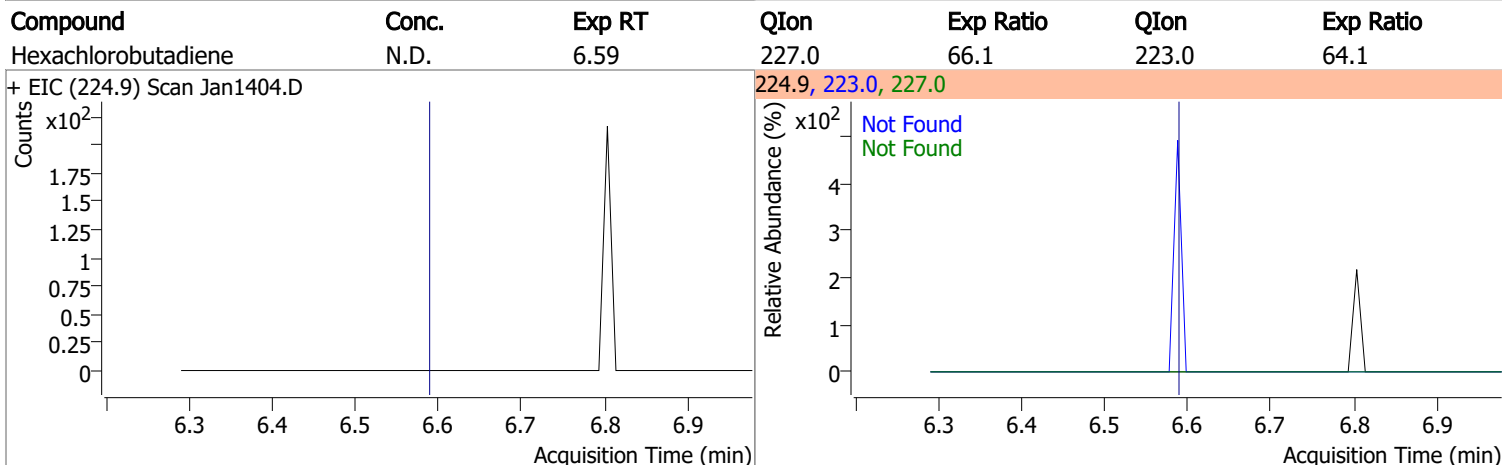 Compound Conc. Exp RT QIon Exp Ratio QIon Exp Ratio
Hexachlorobutadiene N.D. 6.59 227.0 66.1 223.0 64.1
+ EIC (224.9) Scan Jan1404.D
Counts
x10²
1.75
1.5
1.25
1
0.75
0.5
0.25
0
6.3 6.4 6.5 6.6 6.7 6.8 6.9
Acquisition Time (min)
224.9, 223.0, 227.0
Relative Abundance (%)
x10²
Not Found
Not Found
4
3
2
1
0
6.3 6.4 6.5 6.6 6.7 6.8 6.9
Acquisition Time (min)